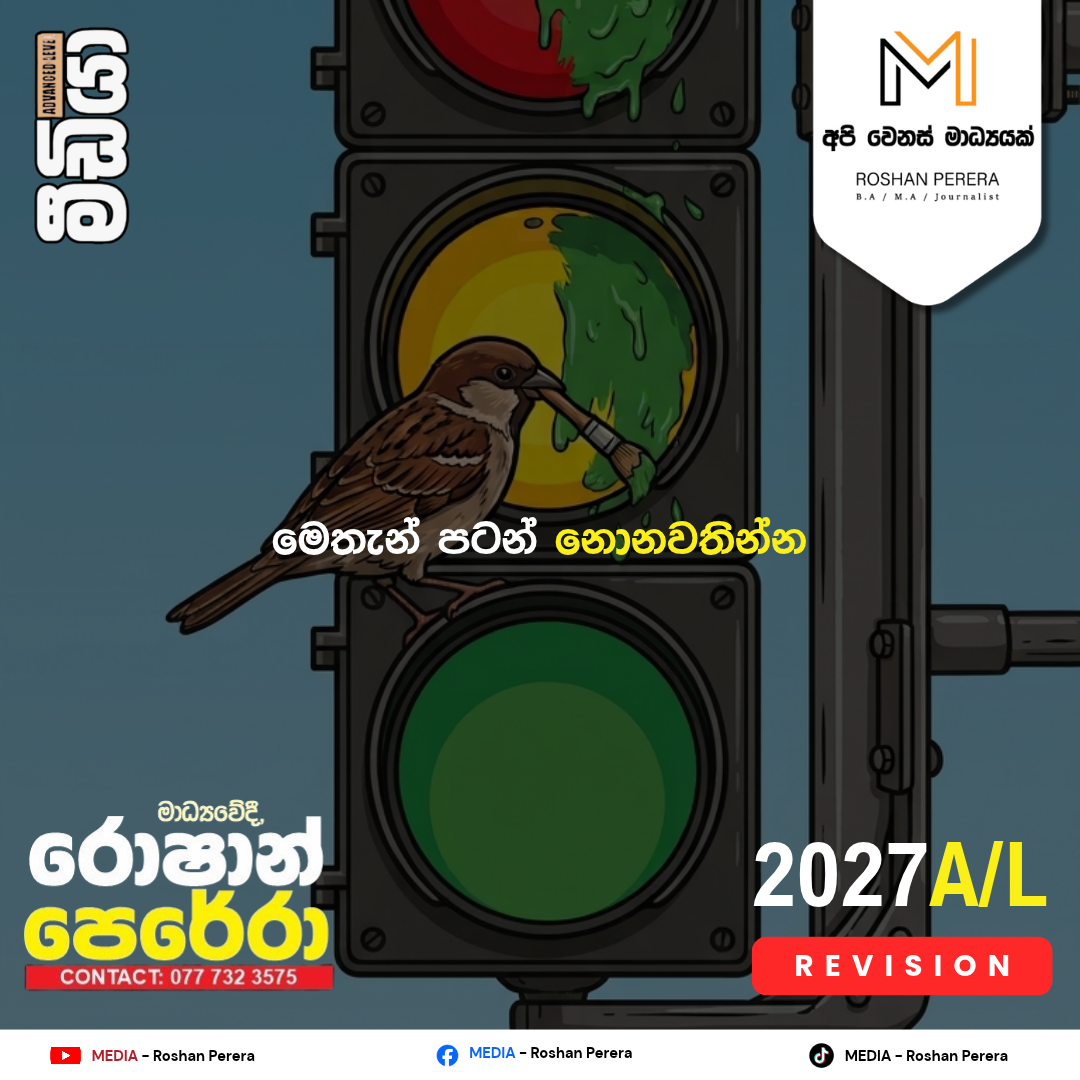 මීඩියා
ADVANCED LEVEL
අපි වෙනස් මාධ්‍යයක්
ROSHAN PERERA
B.A / M.A / Journalist
මෙතැන් පටන් නොනවතින්න
මාධ්‍යවේදී,
රොෂාන්
පෙරේරා
CONTACT: 077 732 3575
2027A/L
REVISION
MEDIA - Roshan Perera
MEDIA - Roshan Perera
MEDIA - Roshan Perera